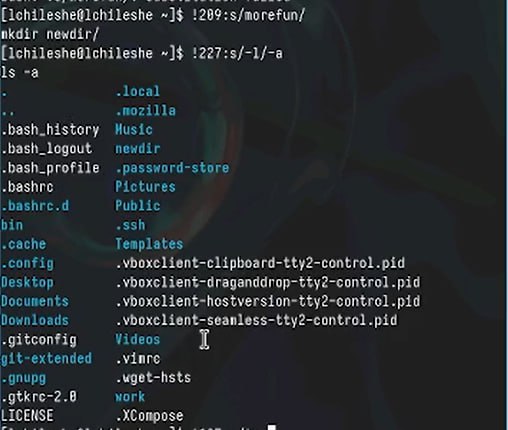 [lchileshe@lchileshe ~]$ !209:s/morefun/
mkdir newdir/
[lchileshe@lchileshe ~]$ !227:s/-l/-a
ls -a
. .local
.. .mozilla
.bash_history Music
.bash_logout newdir
.bash_profile .password-store
.bashrc Pictures
.bashrc.d Public
bin .ssh
.cache Templates
.config .vboxclient-clipboard-tty2-control.pid
Desktop .vboxclient-draganddrop-tty2-control.pid
Documents .vboxclient-hostversion-tty2-control.pid
Downloads .vboxclient-seamless-tty2-control.pid
.gitconfig Videos
git-extended .vimrc
.gnupg .wget-hsts
.gtkrc-2.0 work
LICENSE .XCompose